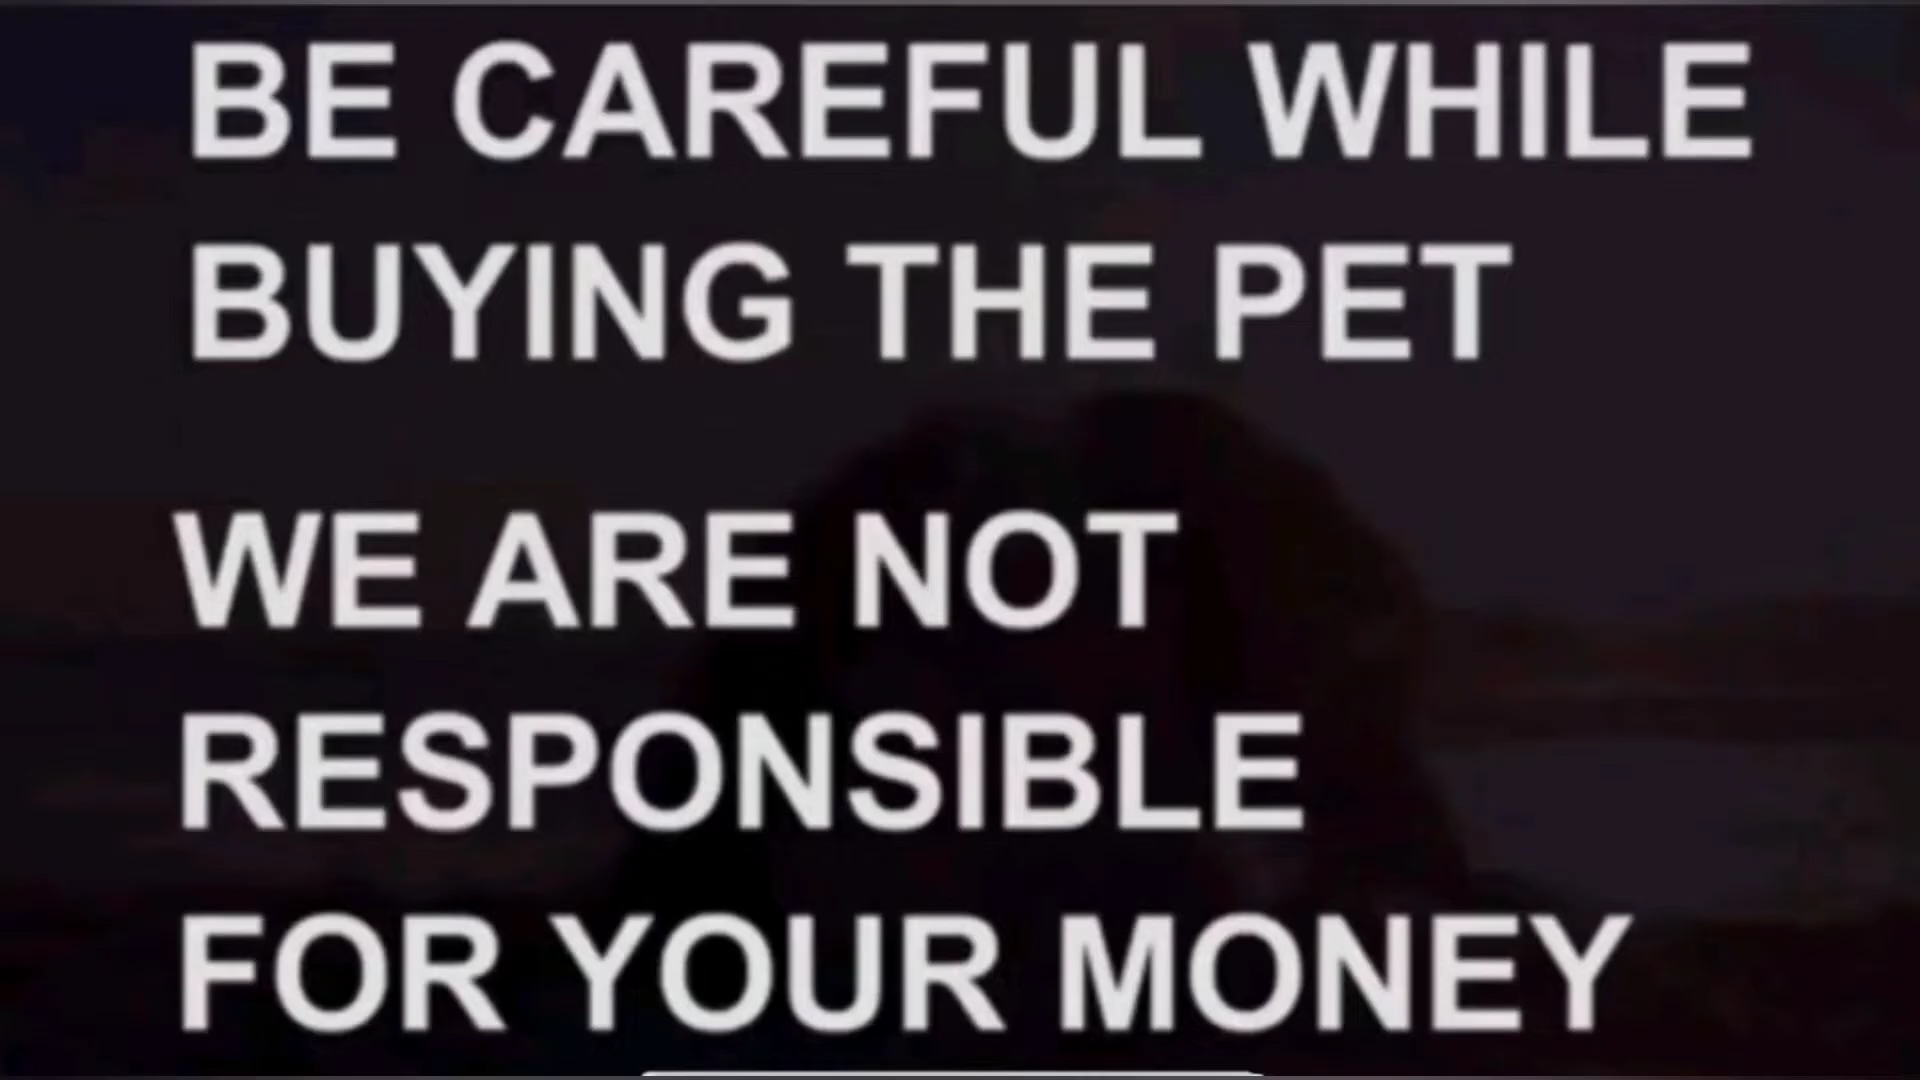 BE CAREFUL WHILE
BUYING THE PET
WE ARE NOT
RESPONSIBLE
FOR YOUR MONEY